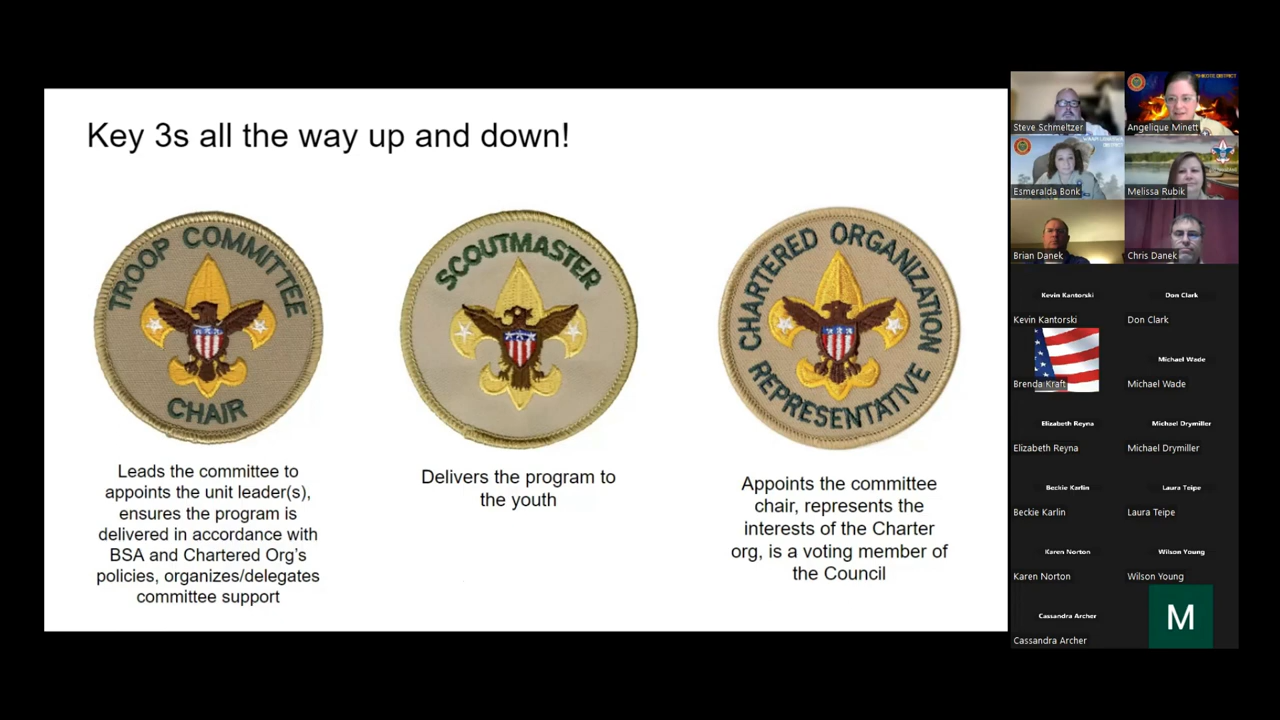 Key 3s all the way up and down!
TROOP COMMITTEE
CHAIR
SCOUTMASTER
CHARTERED ORGANIZATION
REPRESENTATIVE
Leads the committee to
appoints the unit leader(s),
ensures the program is
delivered in accordance with
BSA and Chartered Org's
policies, organizes/delegates
committee support
Delivers the program to
the youth
Appoints the committee
chair, represents the
interests of the Charter
org, is a voting member of
the Council
Steve Schmeltzer
Angelique Minett
Esmeralda Bonk
Melissa Rubik
Brian Danek
Chris Danek
Kevin Kantorski
Don Clark
Kevin Kantorski
Don Clark
Michael Wade
Brenda Kraft
Michael Wade
Elizabeth Reyna
Michael Drymiller
Elizabeth Reyna
Michael Drymiller
Beckie Karlin
Laura Teipe
Beckie Karlin
Laura Teipe
Karen Norton
Wilson Young
Karen Norton
Wilson Young
Cassandra Archer
Cassandra Archer
M